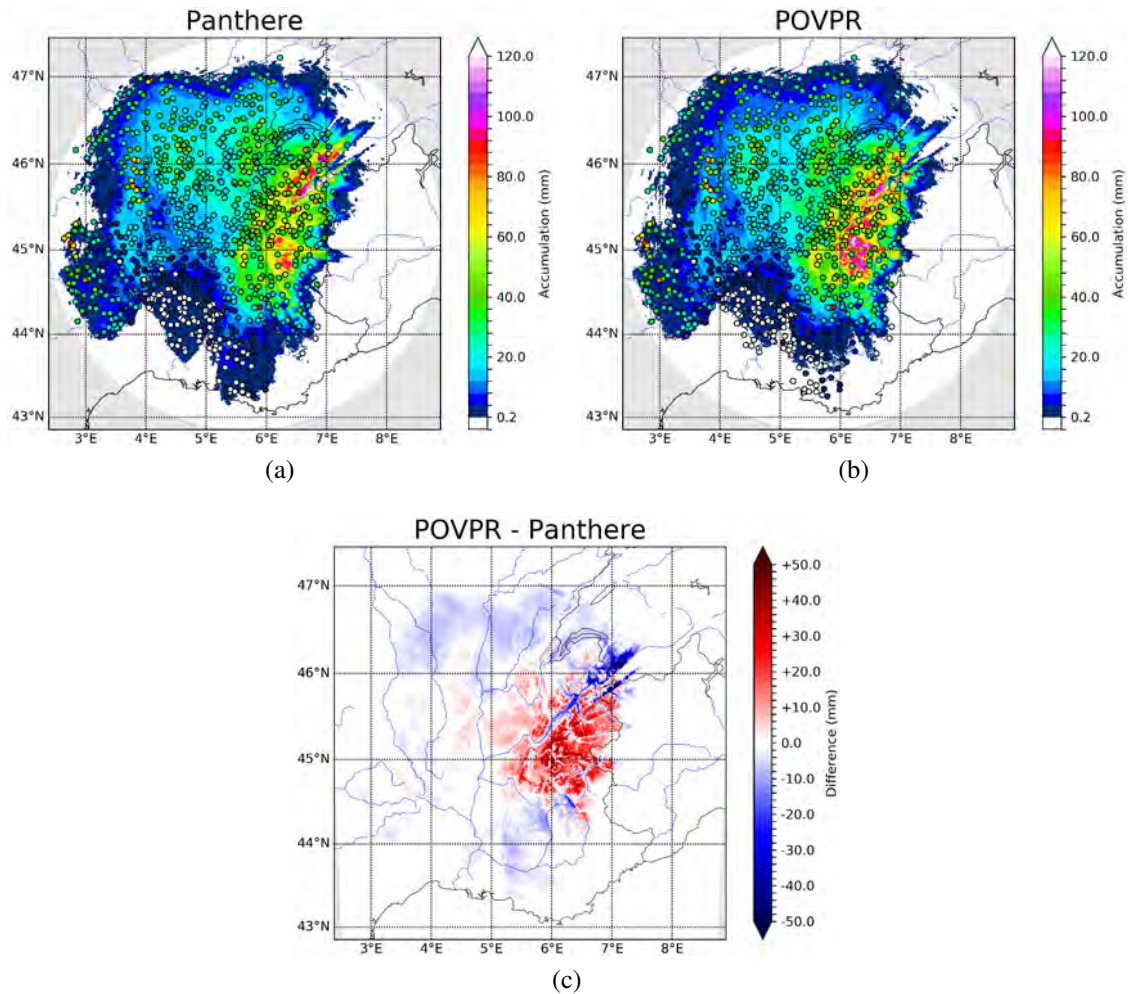 Panthere
47°N
46°N
45°N
44°N
43°N
3°E 4°E 5°E 6°E 7°E 8°E
120.0
100.0
80.0
60.0
40.0
20.0
0.2
Accumulation (mm)
(a)
POVPR
47°N
46°N
45°N
44°N
43°N
3°E 4°E 5°E 6°E 7°E 8°E
120.0
100.0
80.0
60.0
40.0
20.0
0.2
Accumulation (mm)
(b)
POVPR - Panthere
47°N
46°N
45°N
44°N
43°N
3°E 4°E 5°E 6°E 7°E 8°E
+50.0
+40.0
+30.0
+20.0
+10.0
0.0
-10.0
-20.0
-30.0
-40.0
-50.0
Difference (mm)
(c)